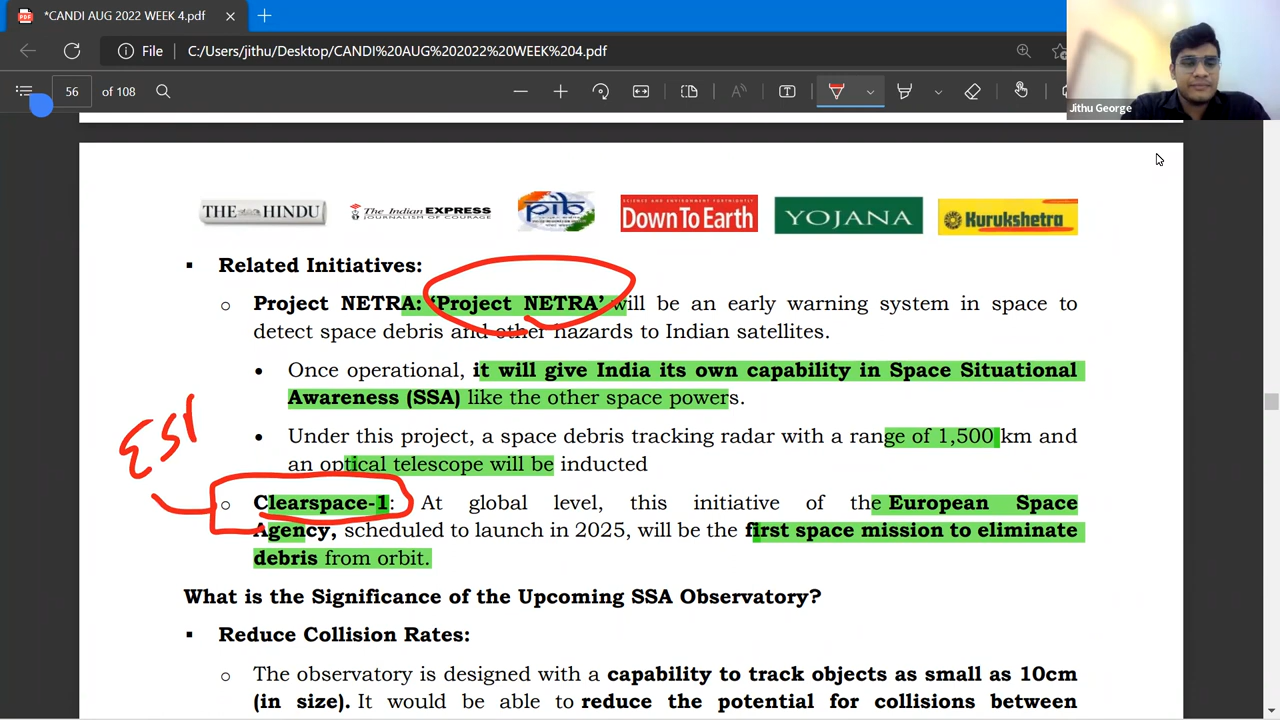 *CANDI AUG 2022 WEEK 4.pdf
File C:/Users/jithu/Desktop/CANDI%20AUG%202022%20WEEK%204.pdf
56 of 108
Jithu George
THE HINDU The Indian EXPRESS JOURNALISM OF COURAGE pib SCIENCE AND ENVIRONMENT FORTNIGHTLY DownToEarth YOJANA Kurukshetra
▪ Related Initiatives:
o Project NETRA: ‘Project NETRA’ will be an early warning system in space to
detect space debris and other hazards to Indian satellites.
• Once operational, it will give India its own capability in Space Situational
Awareness (SSA) like the other space powers.
• Under this project, a space debris tracking radar with a range of 1,500 km and
an optical telescope will be inducted
ESA
o Clearspace-1: At global level, this initiative of the European Space
Agency, scheduled to launch in 2025, will be the first space mission to eliminate
debris from orbit.
What is the Significance of the Upcoming SSA Observatory?
▪ Reduce Collision Rates:
o The observatory is designed with a capability to track objects as small as 10cm
(in size). It would be able to reduce the potential for collisions between